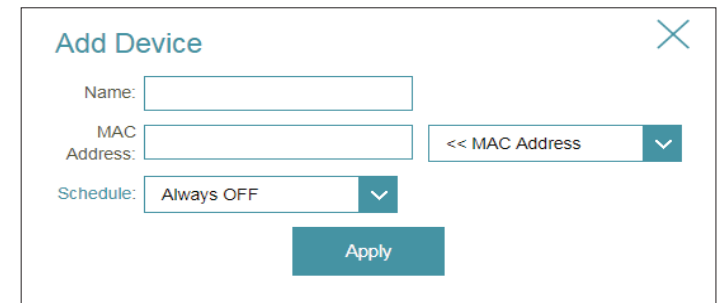 Add Device
Name:
MAC
Address:
<< MAC Address
Schedule:
Always OFF
Apply